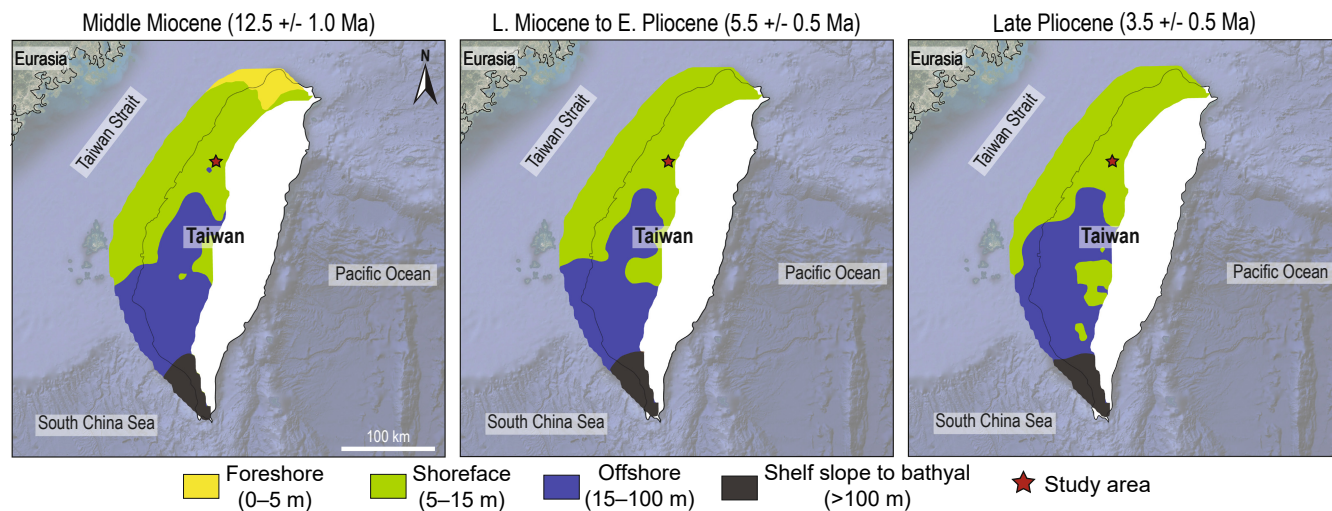 Middle Miocene (12.5 +/- 1.0 Ma)
L. Miocene to E. Pliocene (5.5 +/- 0.5 Ma)
Late Pliocene (3.5 +/- 0.5 Ma)
Eurasia
N
Taiwan Strait
Taiwan
Pacific Ocean
South China Sea
100 km
Eurasia
Taiwan Strait
Taiwan
Pacific Ocean
South China Sea
Eurasia
Taiwan Strait
Taiwan
Pacific Ocean
South China Sea
Foreshore
(0–5 m)
Shoreface
(5–15 m)
Offshore
(15–100 m)
Shelf slope to bathyal
(>100 m)
Study area